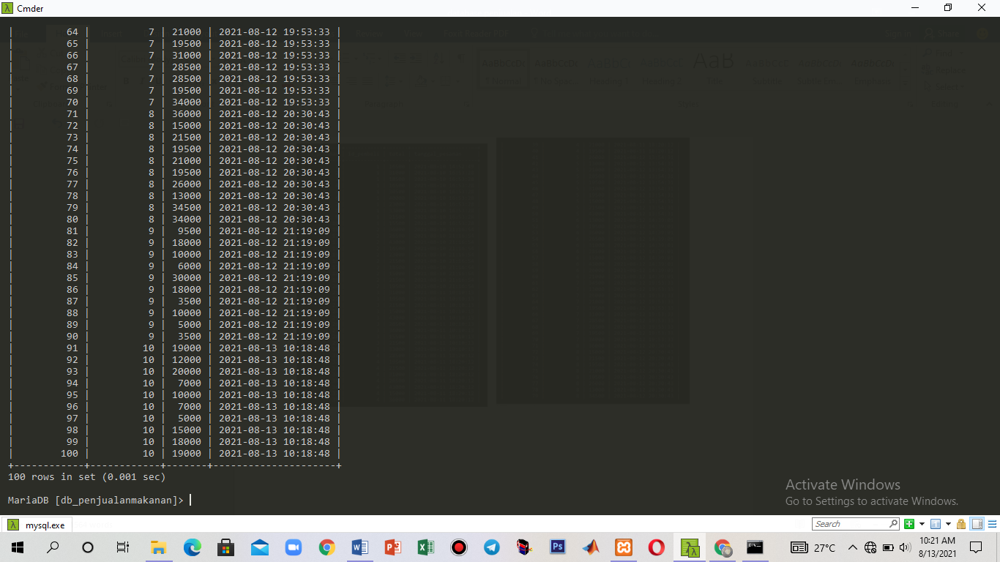 Cmder
|         64 |          7 | 21000 | 2021-08-12 19:53:33 |
|         65 |          7 | 19500 | 2021-08-12 19:53:33 |
|         66 |          7 | 31000 | 2021-08-12 19:53:33 |
|         67 |          7 | 28500 | 2021-08-12 19:53:33 |
|         68 |          7 | 28500 | 2021-08-12 19:53:33 |
|         69 |          7 | 19500 | 2021-08-12 19:53:33 |
|         70 |          7 | 34000 | 2021-08-12 19:53:33 |
|         71 |          8 | 36000 | 2021-08-12 20:30:43 |
|         72 |          8 | 15000 | 2021-08-12 20:30:43 |
|         73 |          8 | 21500 | 2021-08-12 20:30:43 |
|         74 |          8 | 19500 | 2021-08-12 20:30:43 |
|         75 |          8 | 21000 | 2021-08-12 20:30:43 |
|         76 |          8 | 19500 | 2021-08-12 20:30:43 |
|         77 |          8 | 26000 | 2021-08-12 20:30:43 |
|         78 |          8 | 13000 | 2021-08-12 20:30:43 |
|         79 |          8 | 34500 | 2021-08-12 20:30:43 |
|         80 |          8 | 34000 | 2021-08-12 20:30:43 |
|         81 |          9 |  9500 | 2021-08-12 21:19:09 |
|         82 |          9 | 18000 | 2021-08-12 21:19:09 |
|         83 |          9 | 10000 | 2021-08-12 21:19:09 |
|         84 |          9 |  6000 | 2021-08-12 21:19:09 |
|         85 |          9 | 30000 | 2021-08-12 21:19:09 |
|         86 |          9 | 18000 | 2021-08-12 21:19:09 |
|         87 |          9 |  3500 | 2021-08-12 21:19:09 |
|         88 |          9 | 10000 | 2021-08-12 21:19:09 |
|         89 |          9 |  5000 | 2021-08-12 21:19:09 |
|         90 |          9 |  3500 | 2021-08-12 21:19:09 |
|         91 |         10 | 19000 | 2021-08-13 10:18:48 |
|         92 |         10 | 12000 | 2021-08-13 10:18:48 |
|         93 |         10 | 20000 | 2021-08-13 10:18:48 |
|         94 |         10 |  7000 | 2021-08-13 10:18:48 |
|         95 |         10 | 10000 | 2021-08-13 10:18:48 |
|         96 |         10 |  7000 | 2021-08-13 10:18:48 |
|         97 |         10 |  5000 | 2021-08-13 10:18:48 |
|         98 |         10 | 15000 | 2021-08-13 10:18:48 |
|         99 |         10 | 18000 | 2021-08-13 10:18:48 |
|        100 |         10 | 19000 | 2021-08-13 10:18:48 |
+------------+------------+-------+---------------------+
100 rows in set (0.001 sec)
MariaDB [db_penjualanmakanan]>
Activate Windows
Go to Settings to activate Windows.
mysql.exe
Search
27°C
10:21 AM
8/13/2021